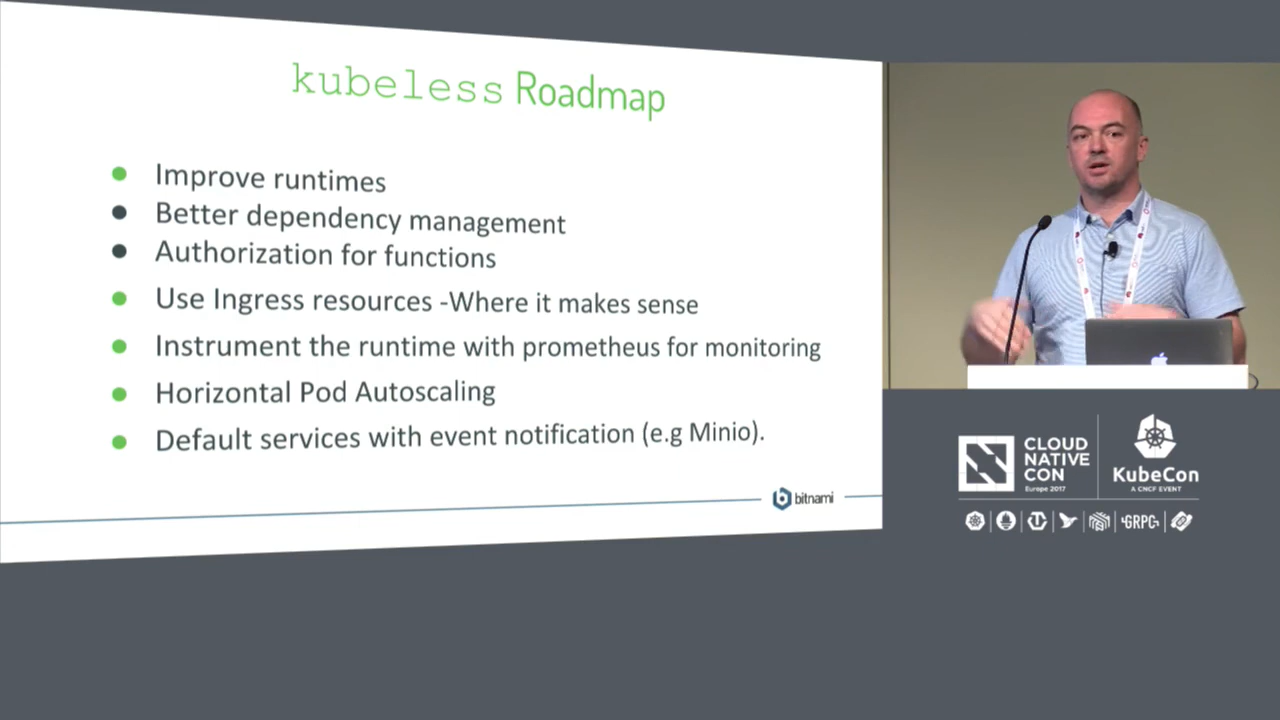 kubeless Roadmap
Improve runtimes
Better dependency management
Authorization for functions
Use Ingress resources -Where it makes sense
Instrument the runtime with prometheus for monitoring
Horizontal Pod Autoscaling
Default services with event notification (e.g Minio).
bitnami
CLOUD
NATIVE
CON
Europe 2017
KubeCon
A CNCF EVENT
GRPC